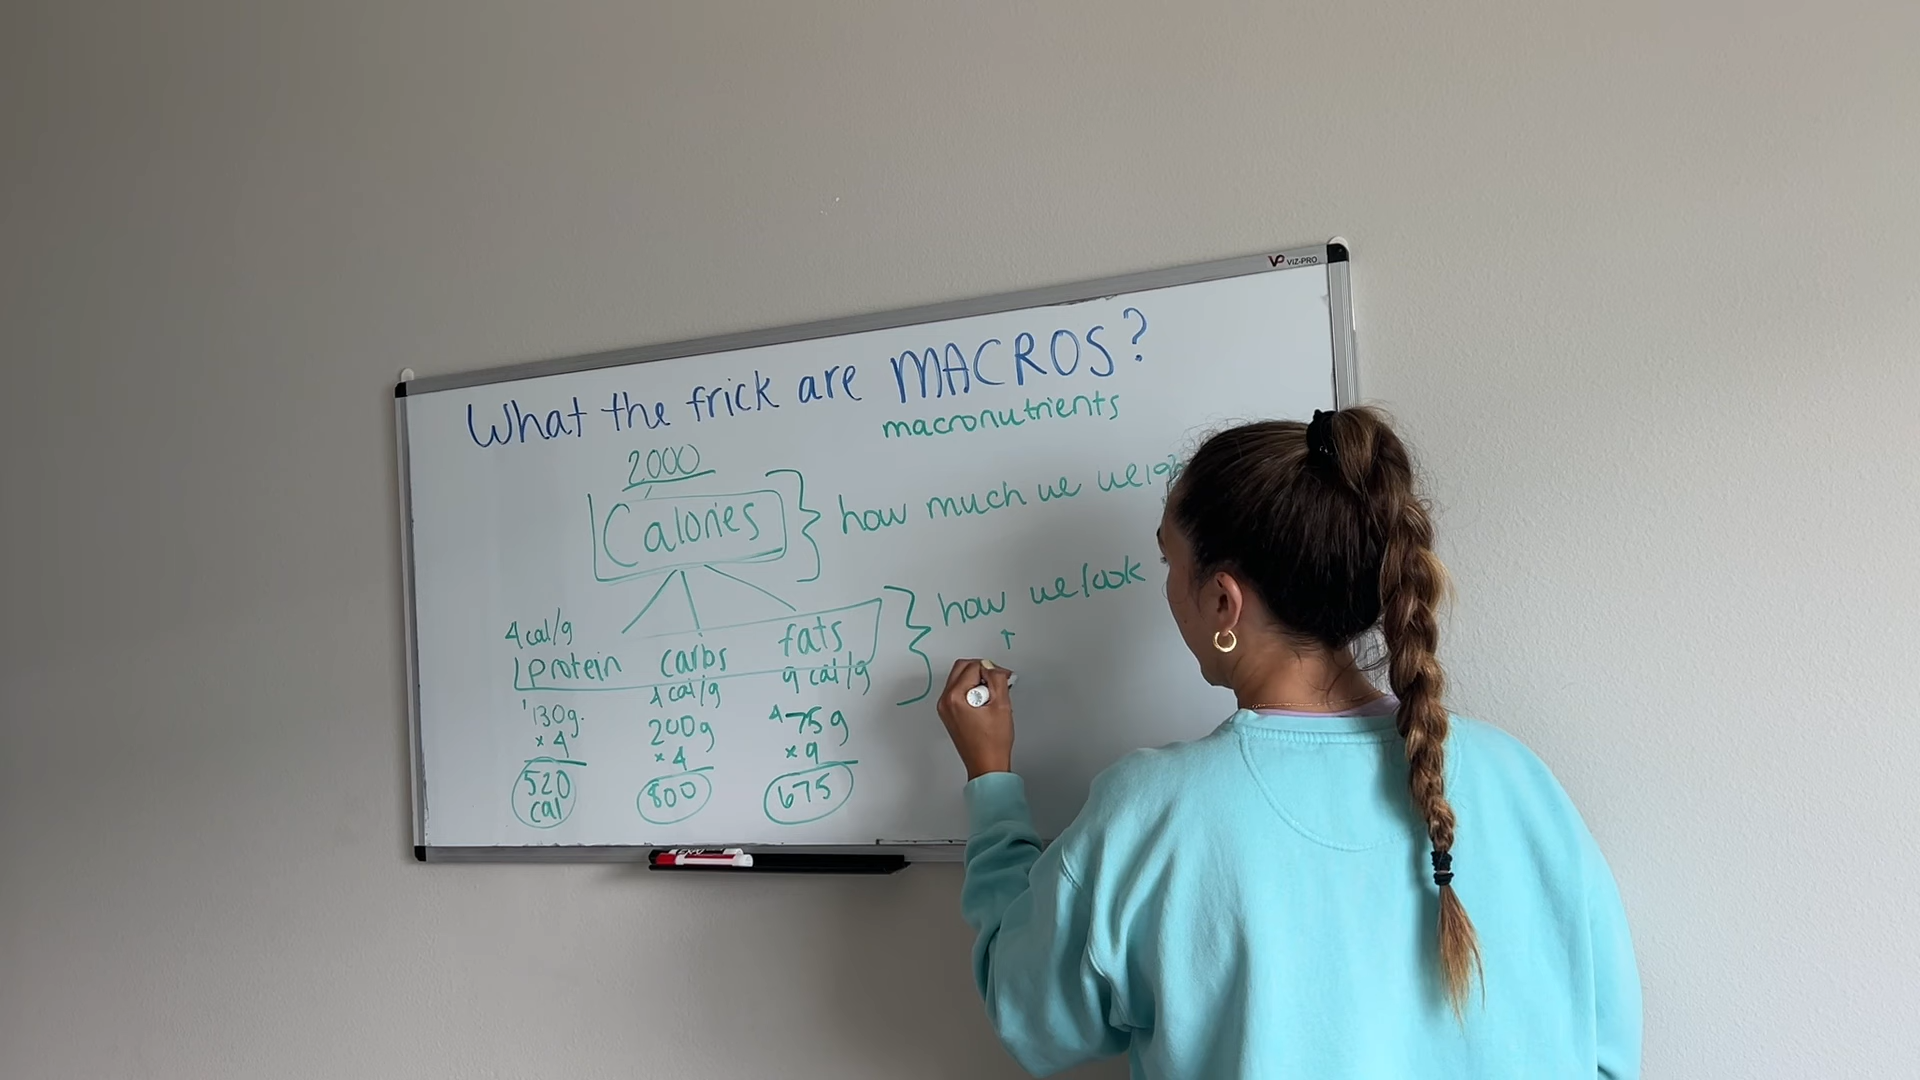 VIZ-PRO
What the frick are MACROS?
macronutrients
2000
Calories } how much we weigh
how we look
4 cal/g
protein carbs fats
4 cal/g 9 cal/g
130g. 200g 75g
x 4 x 4 x 9
520 800 675
cal
EXPO